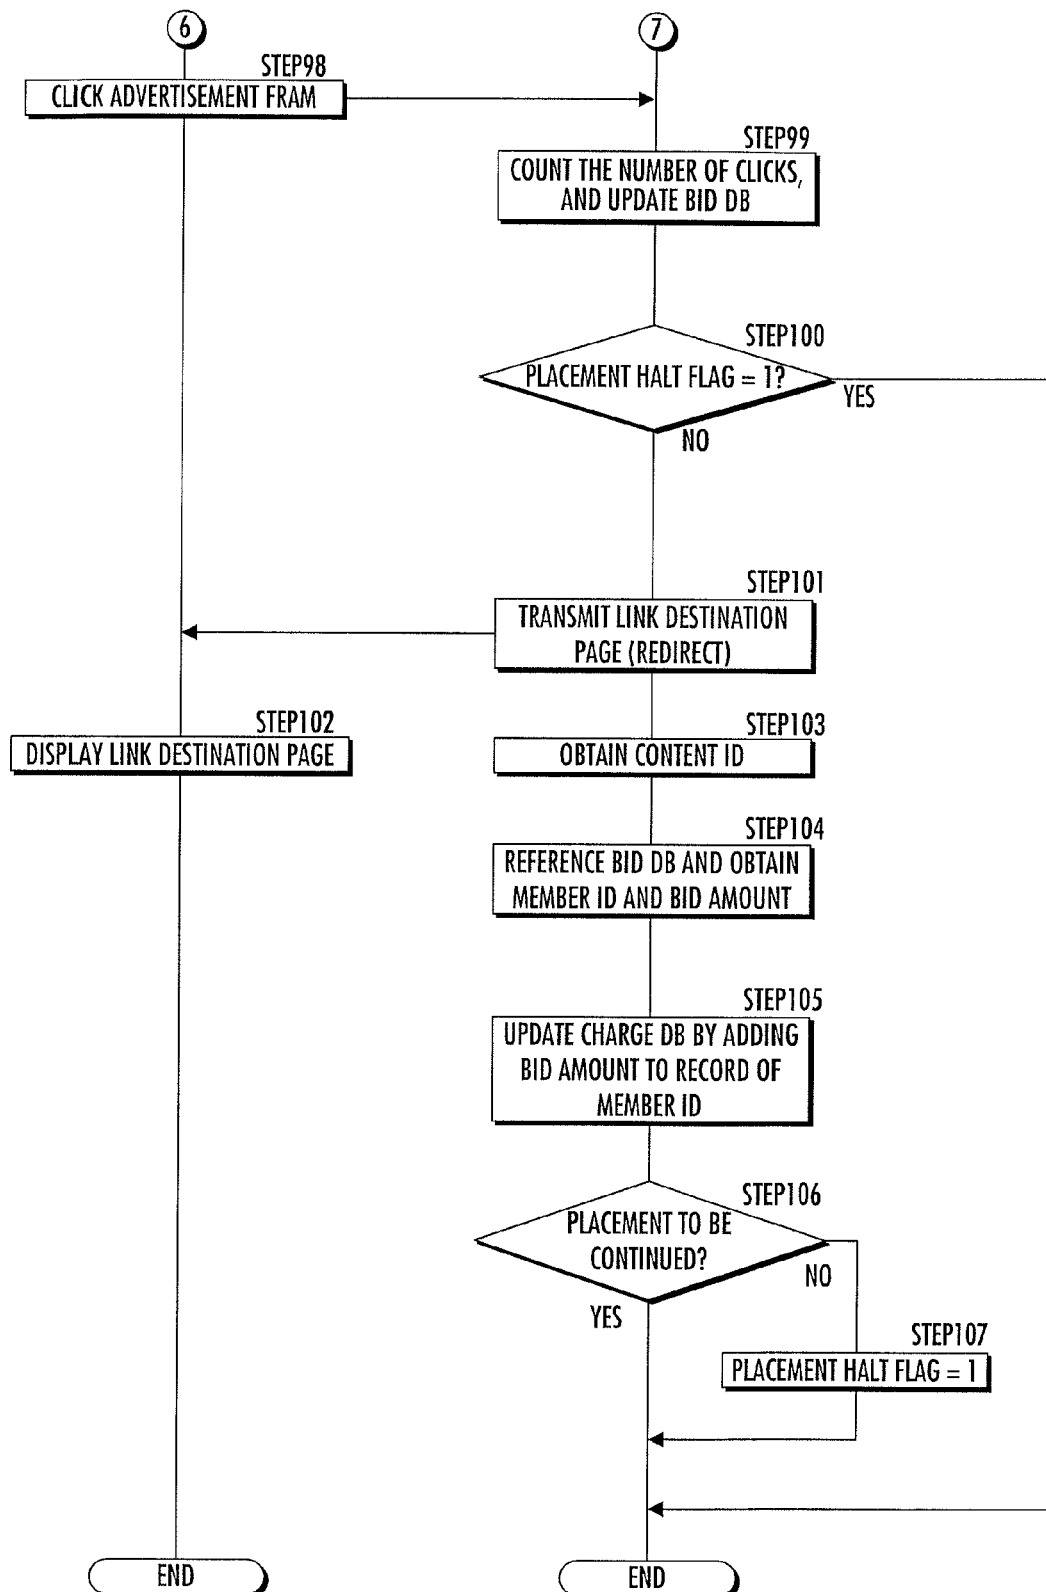 6
7
STEP98
CLICK ADVERTISEMENT FRAM
STEP99
COUNT THE NUMBER OF CLICKS,
AND UPDATE BID DB
STEP100
PLACEMENT HALT FLAG = 1?
YES
NO
STEP101
TRANSMIT LINK DESTINATION
PAGE (REDIRECT)
STEP102
DISPLAY LINK DESTINATION PAGE
STEP103
OBTAIN CONTENT ID
STEP104
REFERENCE BID DB AND OBTAIN
MEMBER ID AND BID AMOUNT
STEP105
UPDATE CHARGE DB BY ADDING
BID AMOUNT TO RECORD OF
MEMBER ID
STEP106
PLACEMENT TO BE
CONTINUED?
NO
YES
STEP107
PLACEMENT HALT FLAG = 1
END
END